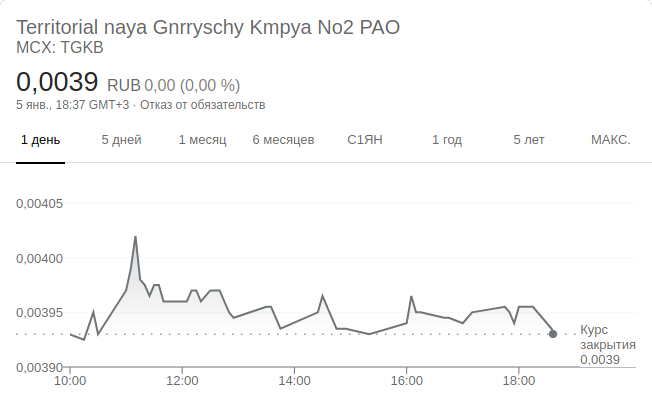 Territorial naya Gnrryschy Kmpya No2 PAO
MCX: TGKB
0,0039 RUB 0,00 (0,00 %)
5 янв., 18:37 GMT+3 · Отказ от обязательств
1 день 5 дней 1 месяц 6 месяцев С1ЯН 1 год 5 лет МАКС.
0,00405
0,00400
0,00395
0,00390
Курс
закрытия
0,0039
10:00 12:00 14:00 16:00 18:00